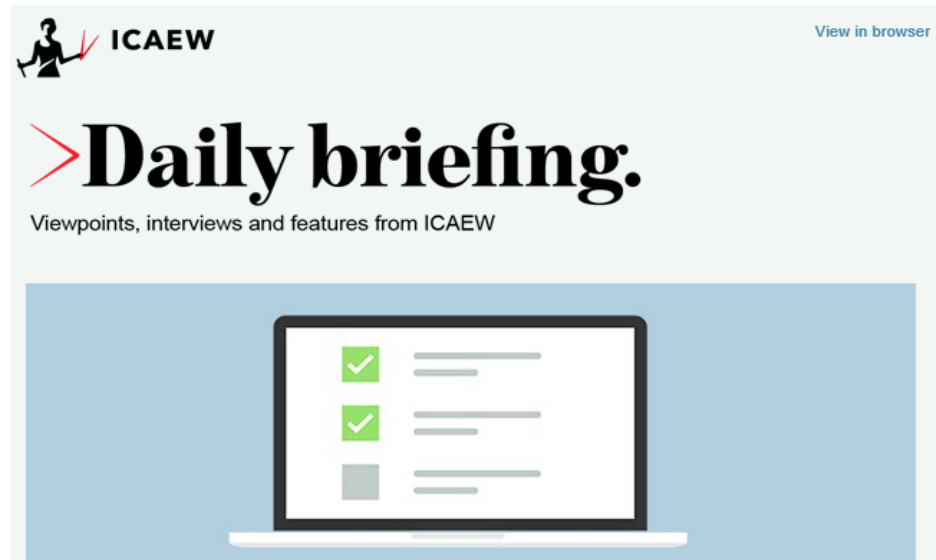 ICAEW
View in browser
>Daily briefing.
Viewpoints, interviews and features from ICAEW